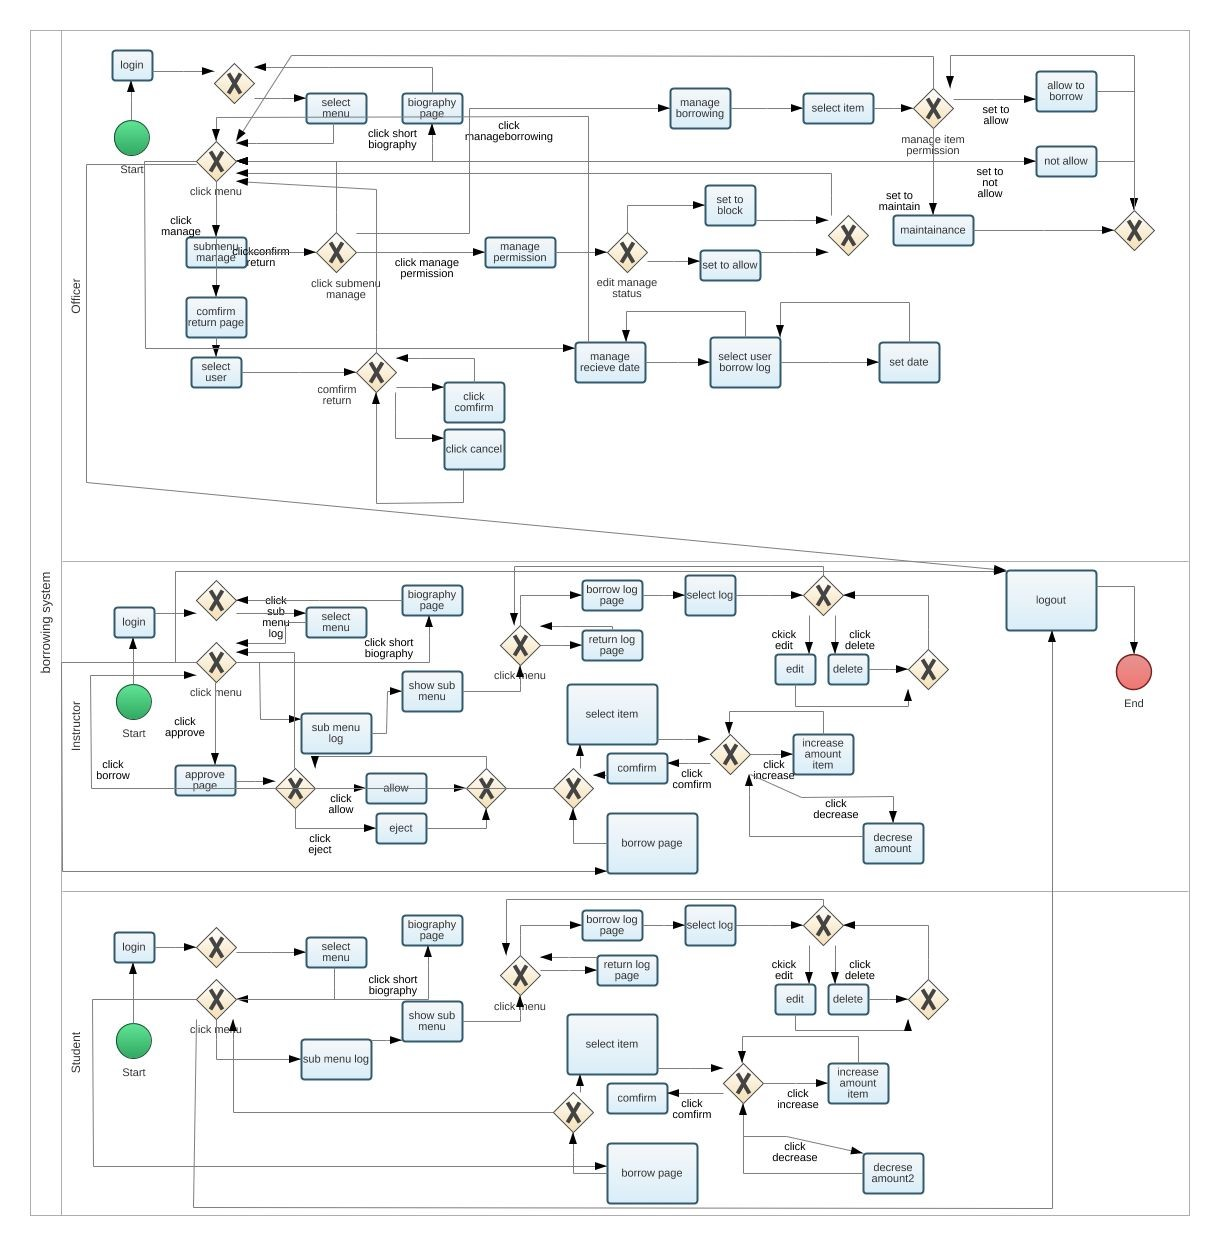 borrowing system
Officer
login
Start
select
menu
biography
page
click short
biography
click
manageborrowing
manage
borrowing
select item
manage item
permission
set to
allow
allow to
borrow
set to
not
allow
not allow
set to
maintain
maintainance
click menu
click
manage
submenu
manage
clickconfirm
return
click submenu
manage
click manage
permission
manage
permission
edit manage
status
set to
block
set to allow
comfirm
return page
select
user
comfirm
return
click
comfirm
click cancel
manage
recieve date
select user
borrow log
set date
Instructor
login
Start
click
sub
menu
log
select
menu
biography
page
click short
biography
click menu
click
approve
click
borrow
approve
page
sub menu
log
show sub
menu
click
allow
allow
click
eject
eject
click menu
borrow log
page
select log
return log
page
ckick
edit
click
delete
edit
delete
select item
comfirm
click
comfirm
click
increase
increase
amount
item
click
decrease
decrese
amount
borrow page
logout
End
Student
login
Start
select
menu
biography
page
click short
biography
click menu
sub menu log
show sub
menu
click menu
borrow log
page
select log
return log
page
ckick
edit
click
delete
edit
delete
select item
comfirm
click
comfirm
click
increase
increase
amount
item
click
decrease
decrese
amount2
borrow page